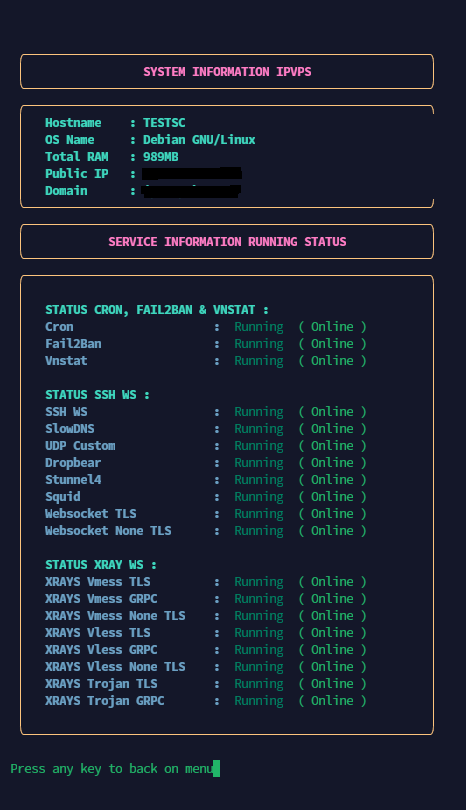 SYSTEM INFORMATION IPVPS
Hostname : TESTSC
OS Name : Debian GNU/Linux
Total RAM : 989MB
Public IP :
Domain :
SERVICE INFORMATION RUNNING STATUS
STATUS CRON, FAIL2BAN & VNSTAT :
Cron : Running ( Online )
Fail2Ban : Running ( Online )
Vnstat : Running ( Online )
STATUS SSH WS :
SSH WS : Running ( Online )
SlowDNS : Running ( Online )
UDP Custom : Running ( Online )
Dropbear : Running ( Online )
Stunnel4 : Running ( Online )
Squid : Running ( Online )
Websocket TLS : Running ( Online )
Websocket None TLS : Running ( Online )
STATUS XRAY WS :
XRAYS Vmess TLS : Running ( Online )
XRAYS Vmess GRPC : Running ( Online )
XRAYS Vmess None TLS : Running ( Online )
XRAYS Vless TLS : Running ( Online )
XRAYS Vless GRPC : Running ( Online )
XRAYS Vless None TLS : Running ( Online )
XRAYS Trojan TLS : Running ( Online )
XRAYS Trojan GRPC : Running ( Online )
Press any key to back on menu